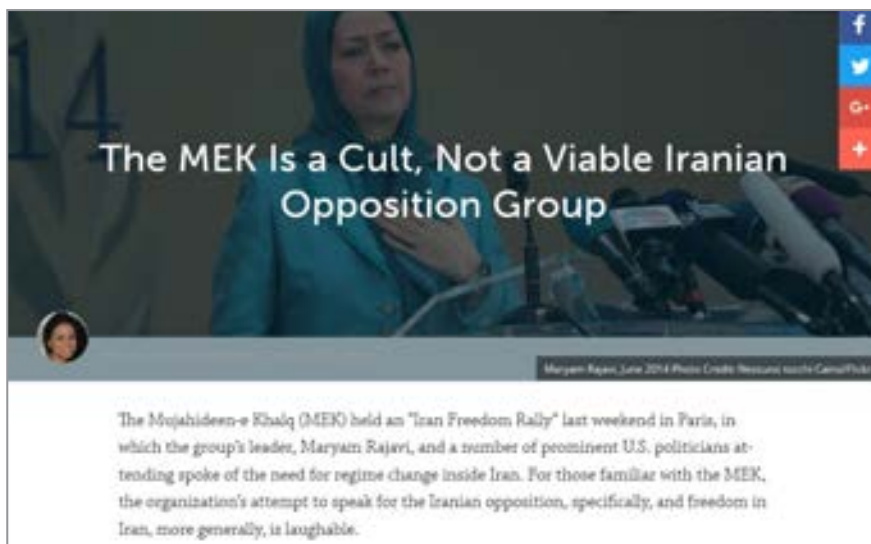 14
The MEK Is a Cult, Not a Viable Iranian
Opposition Group
f
G+
+
Maryam Rajavi, June 2014 Photo Credit:
The Mujahideen-e Khalq (MEK) held an "Iran Freedom Rally" last weekend in Paris, in
which the group's leader, Maryam Rajavi, and a number of prominent U.S. politicians at-
tending spoke of the need for regime change inside Iran. For those familiar with the MEK,
the organization's attempt to speak for the Iranian opposition, specifically, and freedom in
Iran, more generally, is laughable.